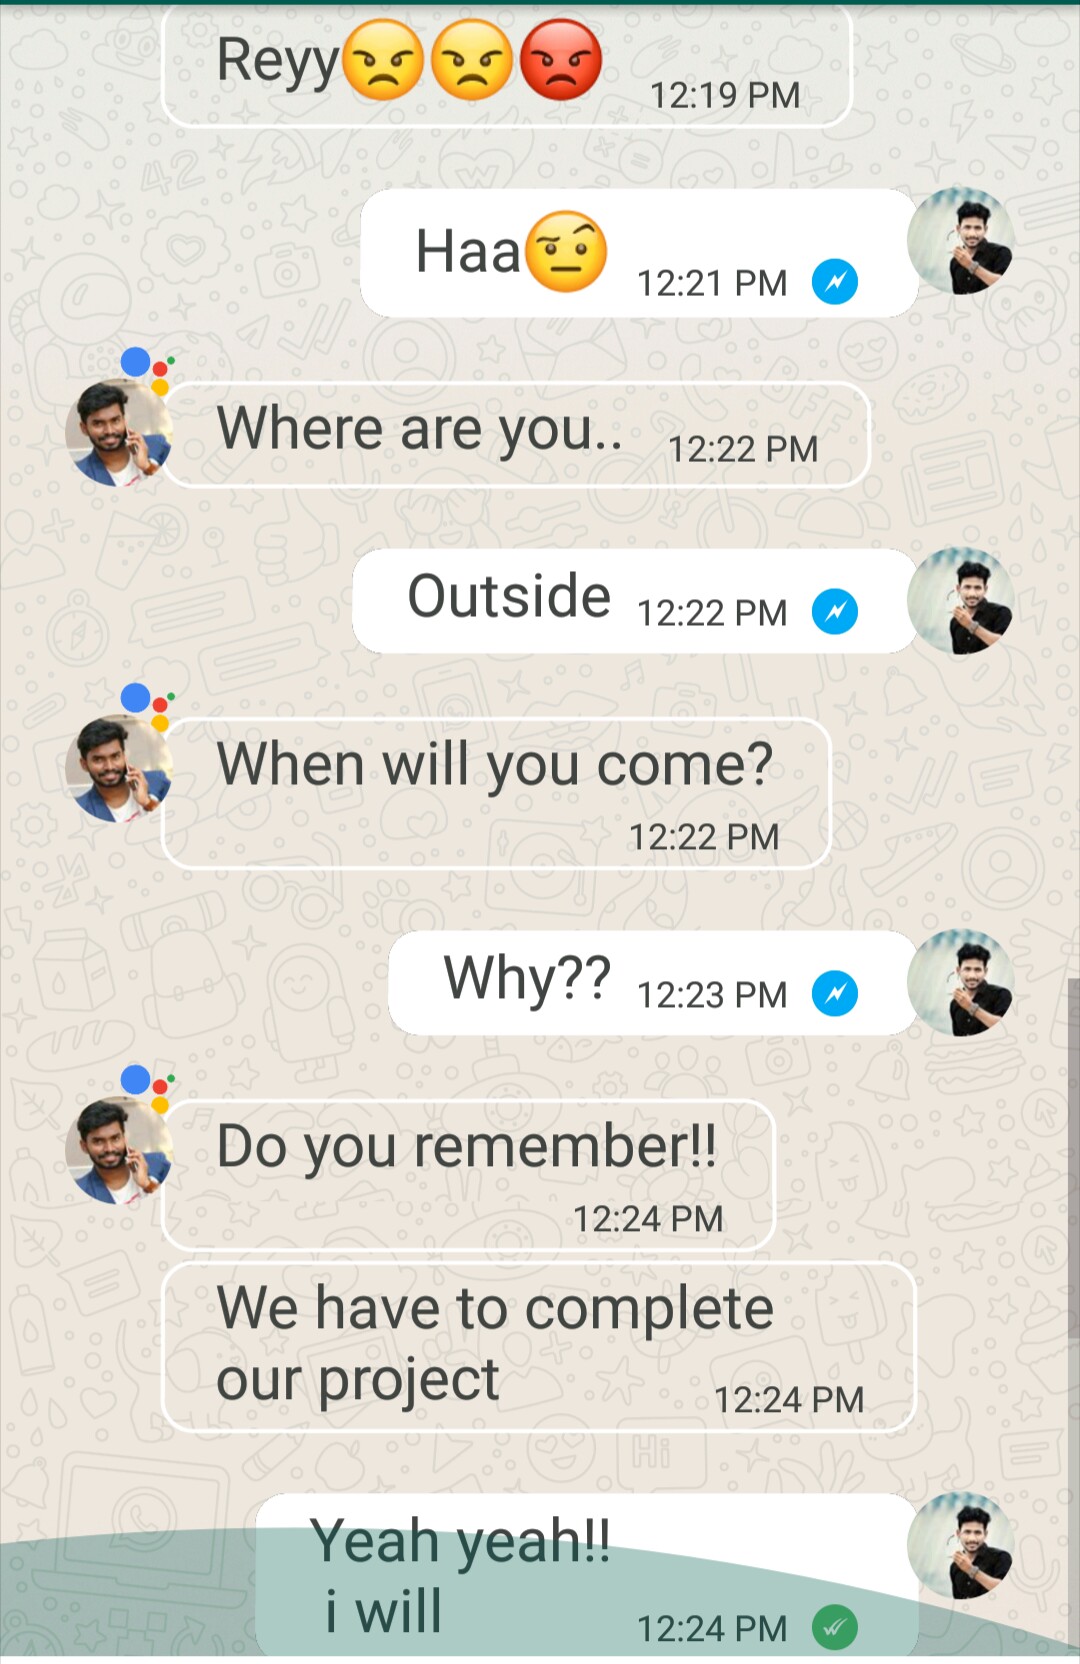 Reyy😠😠😡 12:19 PM
Haa🤨 12:21 PM
Where are you.. 12:22 PM
Outside 12:22 PM
When will you come?
12:22 PM
Why?? 12:23 PM
Do you remember!!
12:24 PM
We have to complete
our project 12:24 PM
Yeah yeah!!
i will 12:24 PM